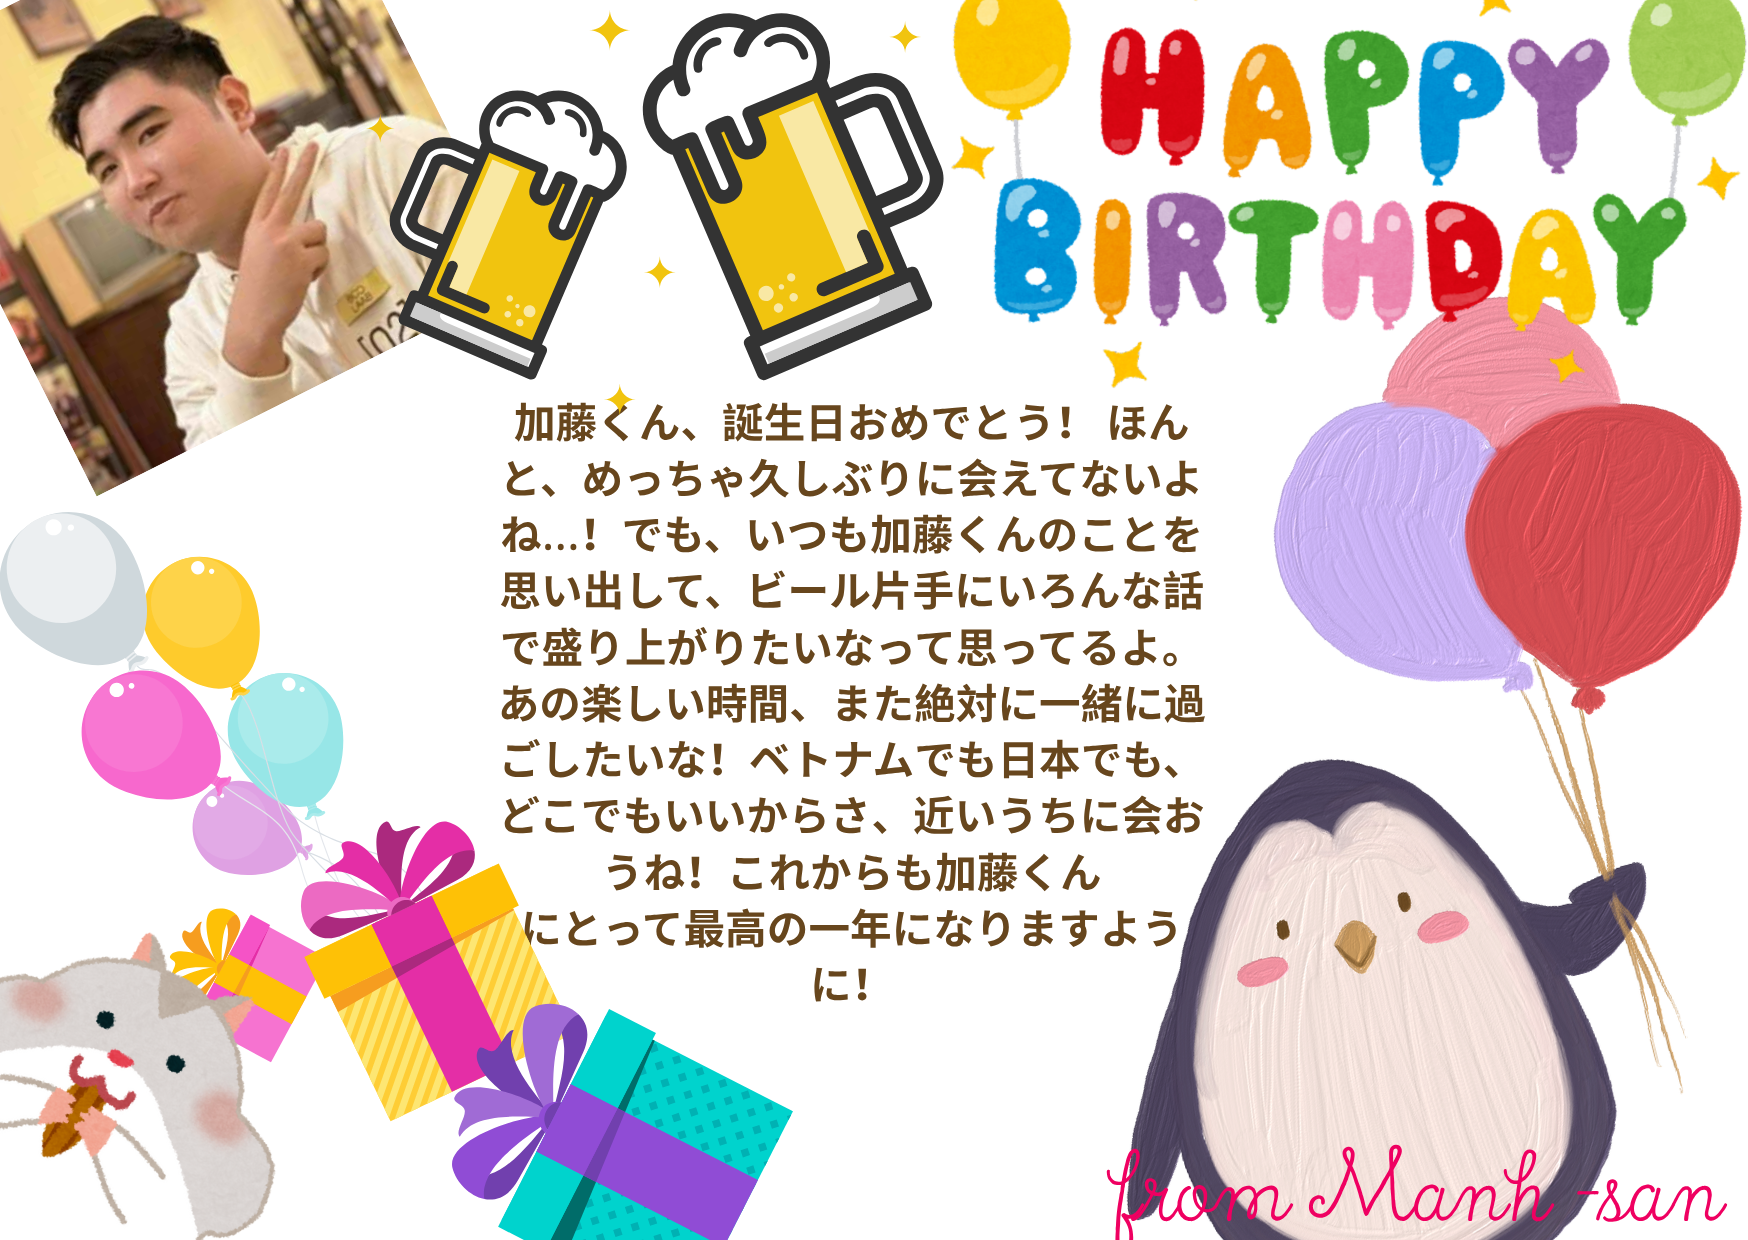 HAPPY
BIRTHDAY
加藤くん、誕生日おめでとう！ ほん
と、めっちゃ久しぶりに会えてないよ
ね…！でも、いつも加藤くんのことを
思い出して、ビール片手にいろんな話
で盛り上がりたいなって思ってるよ。
あの楽しい時間、また絶対に一緒に過
ごしたいな！ベトナムでも日本でも、
どこでもいいからさ、近いうちに会お
うね！これからも加藤くん
にとって最高の一年になりますよう
に！
from Manh -san